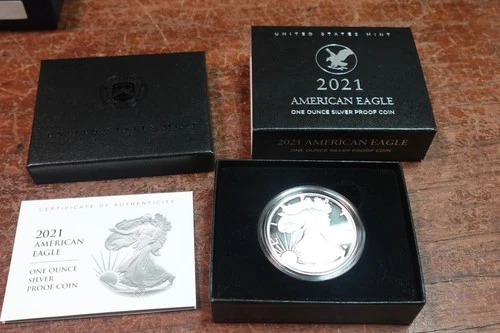 UNITED STATES MINT
2021
AMERICAN EAGLE
ONE OUNCE SILVER PROOF COIN
2021 AMERICAN EAGLE
ONE OUNCE SILVER PROOF COIN
CERTIFICATE OF AUTHENTICITY
2021
AMERICAN
EAGLE
ONE OUNCE
SILVER
PROOF COIN